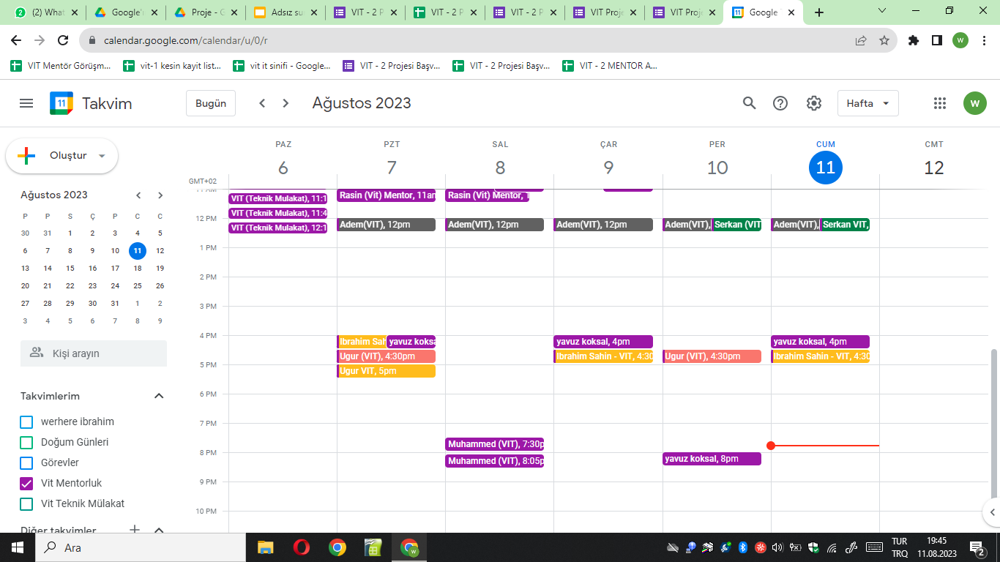 (2) What
Google'ı
Proje - G
Adsız su
VIT - 2 P
VIT - 2 P
VIT - 2 P
VIT Proje
VIT Proje
Google
calendar.google.com/calendar/u/0/r
W
VIT Mentör Görüşm...
vit-1 kesin kayit list...
vit it sinifi - Google...
VIT - 2 Projesi Başv...
VIT - 2 Projesi Başv...
VIT - 2 MENTOR A...
11
Takvim
Bugün
Ağustos 2023
Hafta
W
Oluştur
PAZ
PZT
SAL
ÇAR
PER
CUM
CMT
6
7
8
9
10
11
12
GMT+02
Ağustos 2023
P P S Ç P C C
30 31 1 2 3 4 5
6 7 8 9 10 11 12
13 14 15 16 17 18 19
20 21 22 23 24 25 26
27 28 29 30 31 1 2
3 4 5 6 7 8 9
Kişi arayın
Takvimlerim
werhere ibrahim
Doğum Günleri
Görevler
Vit Mentorluk
Vit Teknik Mülakat
Diğer takvimler
VIT (Teknik Mulakat), 11:1
VIT (Teknik Mulakat), 11:4
VIT (Teknik Mulakat), 12:1
Rasin (Vit) Mentor, 11am
Rasin (Vit) Mentor, 1
12 PM
Adem(VIT), 12pm
Adem(VIT), 12pm
Adem(VIT), 12pm
Adem(VIT),
Serkan (VIT
Adem(VIT),
Serkan VIT,
1 PM
2 PM
3 PM
4 PM
Ibrahim Sah
yavuz koksa
yavuz koksal, 4pm
yavuz koksal, 4pm
Ugur (VIT), 4:30pm
Ibrahim Sahin - VIT, 4:30
Ugur (VIT), 4:30pm
Ibrahim Sahin - VIT, 4:30
5 PM
Ugur VIT, 5pm
6 PM
7 PM
Muhammed (VIT), 7:30p
8 PM
Muhammed (VIT), 8:05p
yavuz koksal, 8pm
9 PM
10 PM
Ara
W
TUR
TRQ
19:45
11.08.2023
2